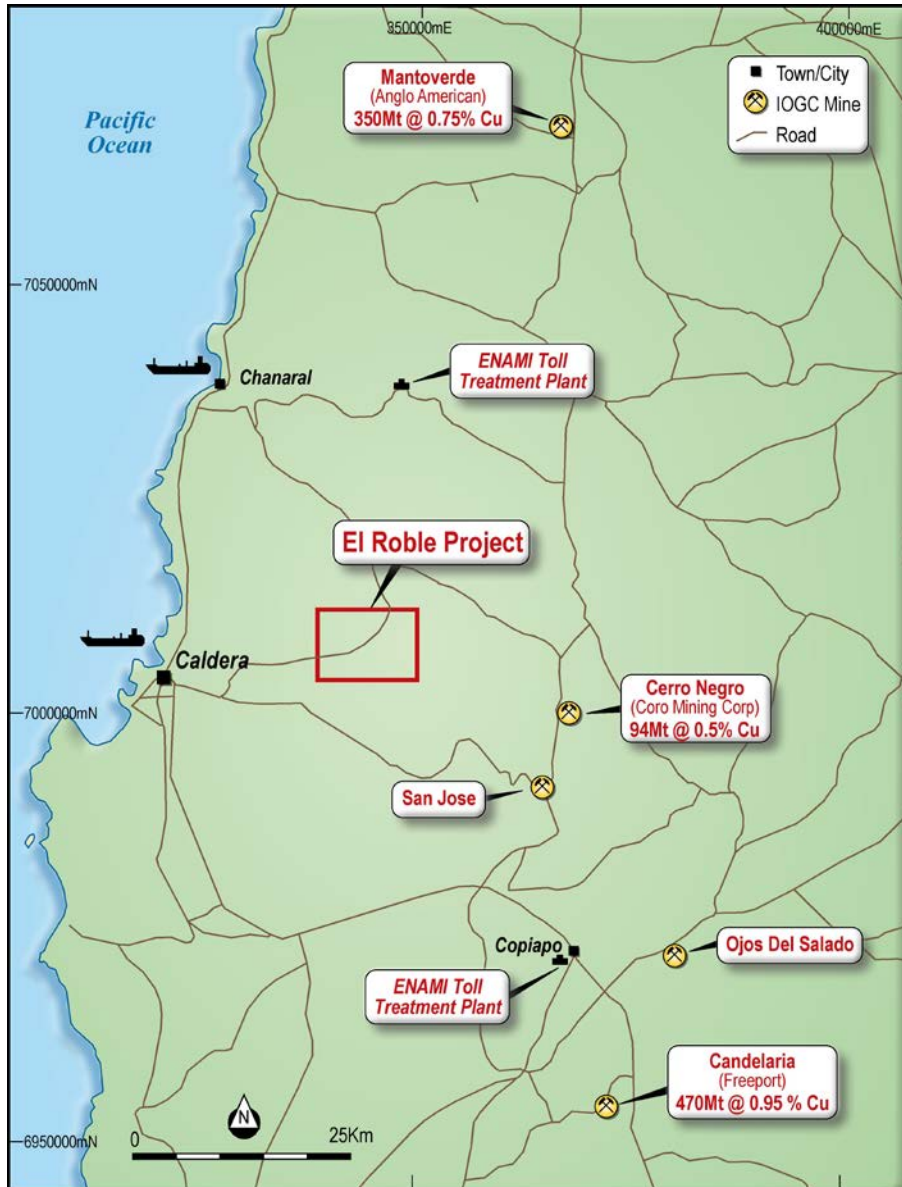 350000mE
400000mE
Town/City
IOGC Mine
Road
Mantoverde
(Anglo American)
350Mt @ 0.75% Cu
Pacific
Ocean
7050000mN
Chanaral
ENAMI Toll
Treatment Plant
El Roble Project
Caldera
7000000mN
Cerro Negro
(Coro Mining Corp)
94Mt @ 0.5% Cu
San Jose
Copiapo
Ojos Del Salado
ENAMI Toll
Treatment Plant
Candelaria
(Freeport)
470Mt @ 0.95 % Cu
N
6950000mN
0
25Km